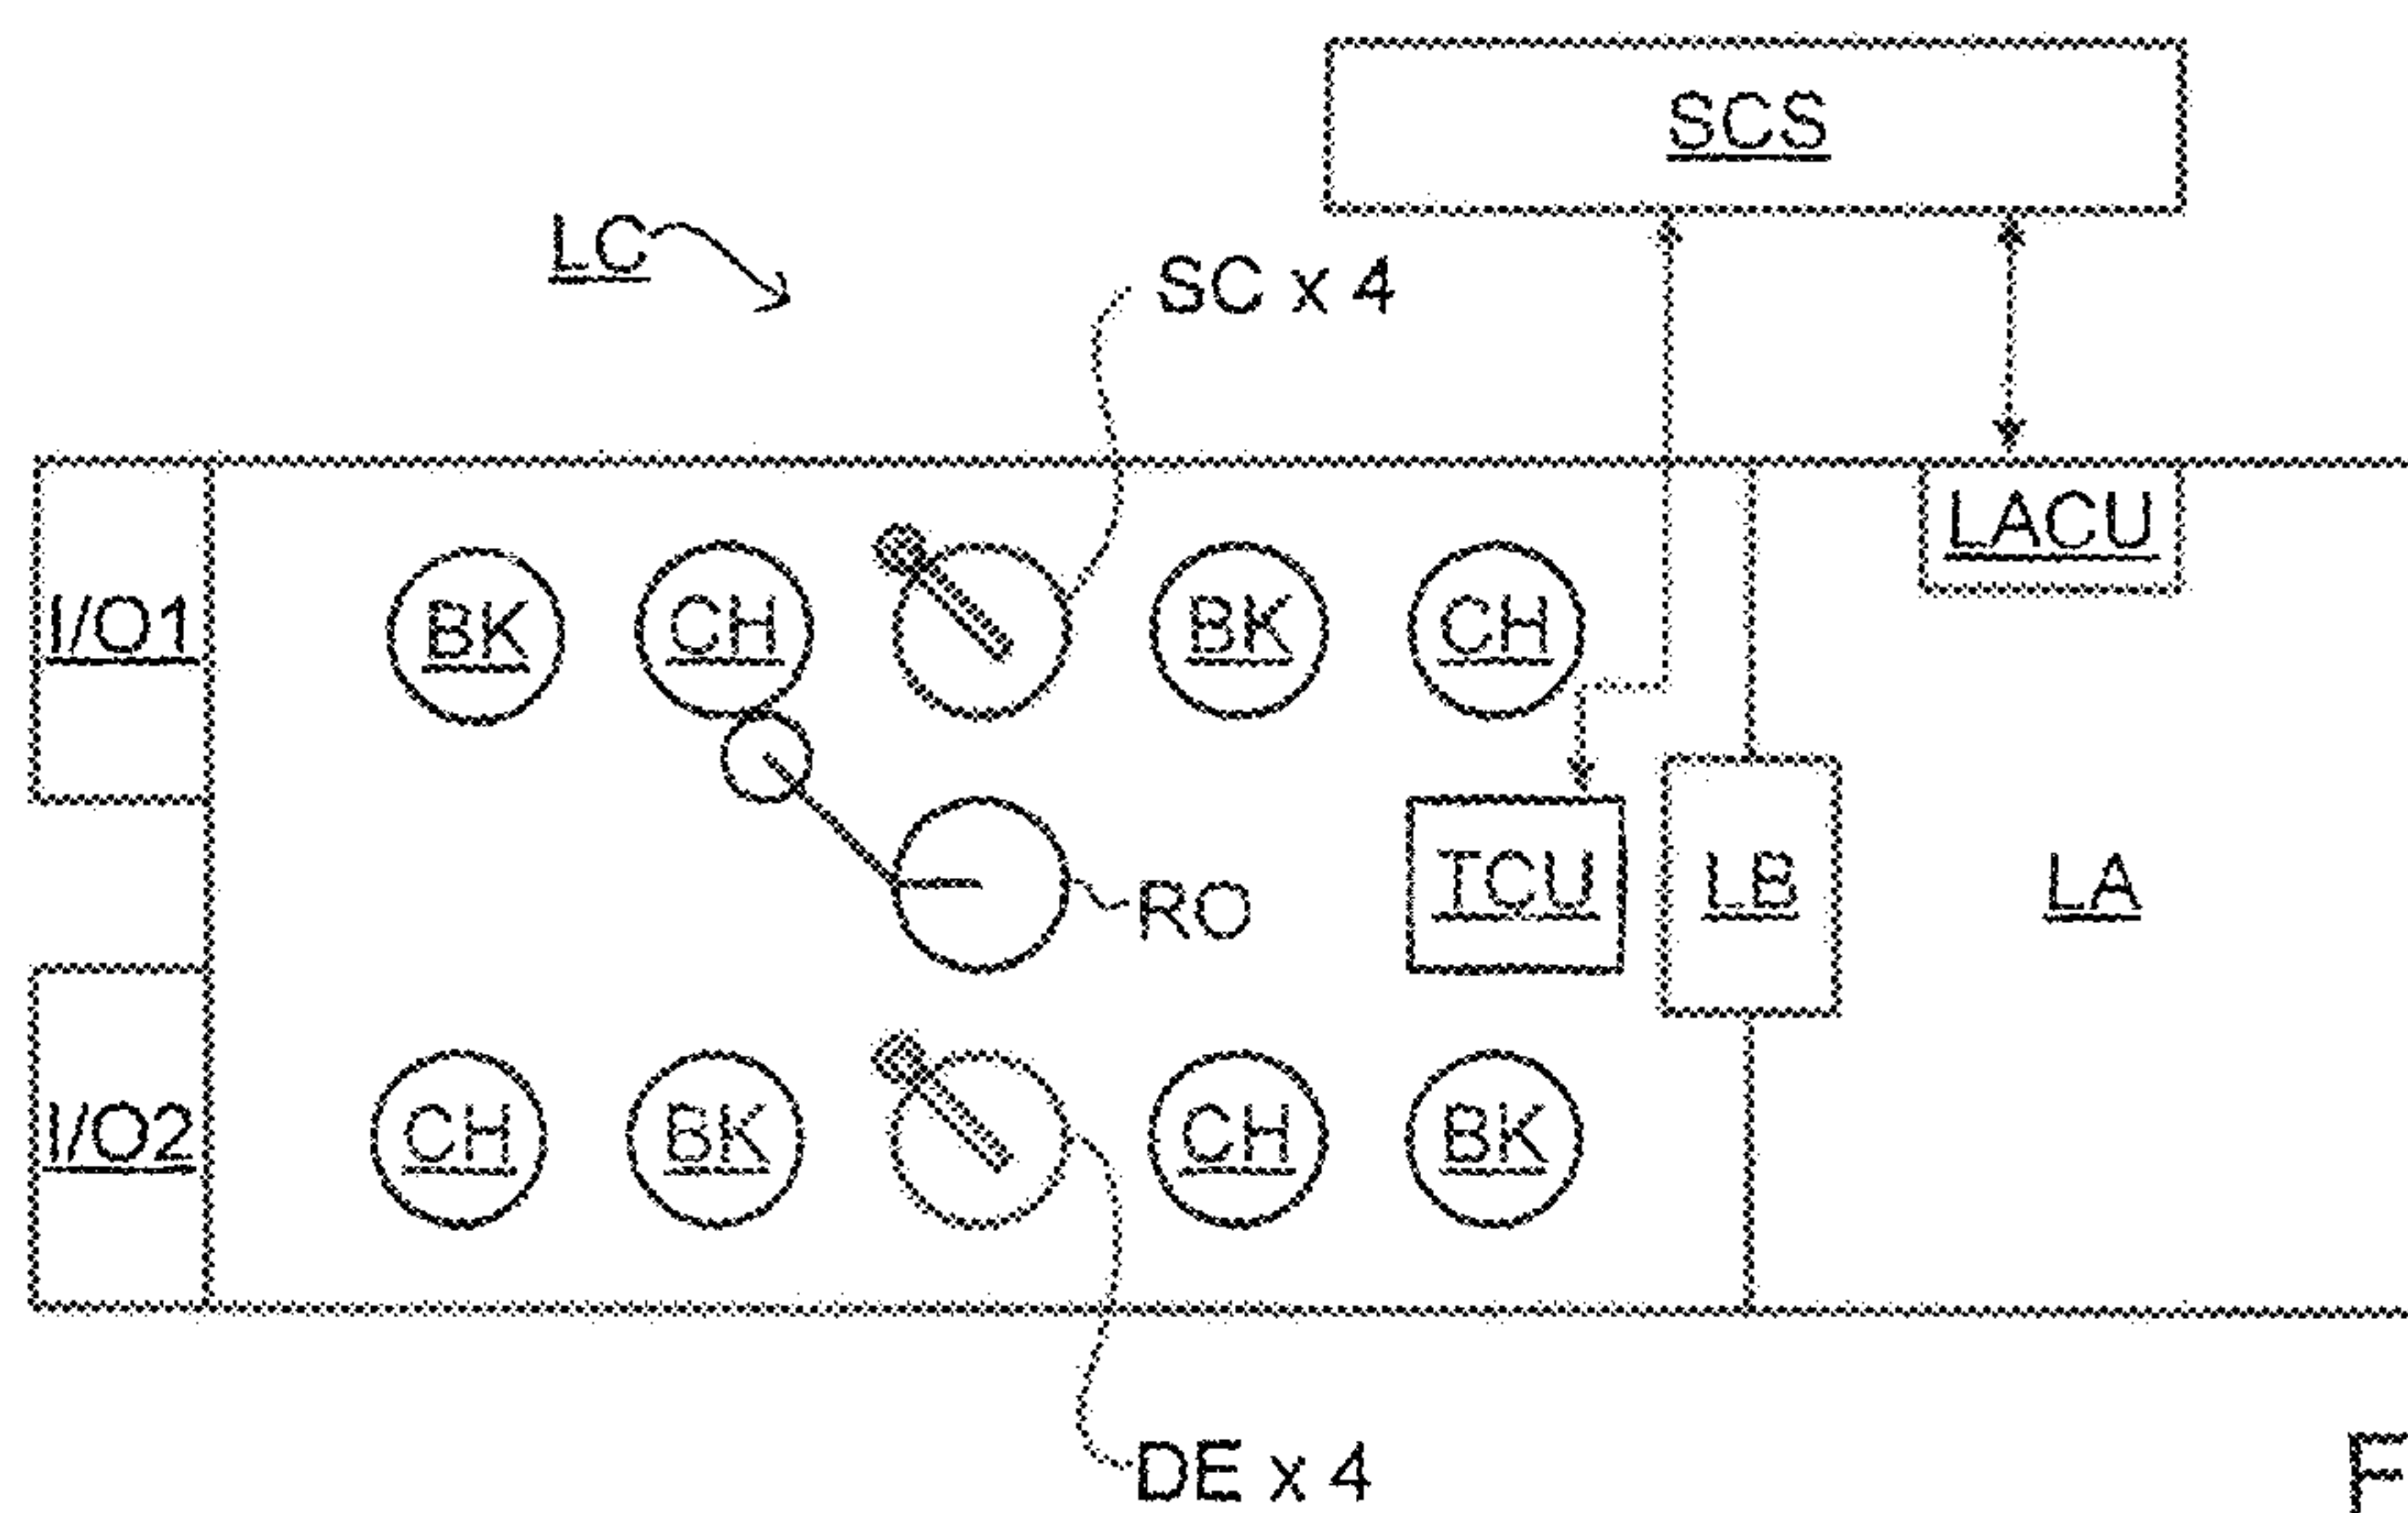 SCS
LC
SC x 4
LACU
I/O1 BK CH BK CH
TCU LB LA
RO
I/O2 CH BK CH BK
DE x 4
F